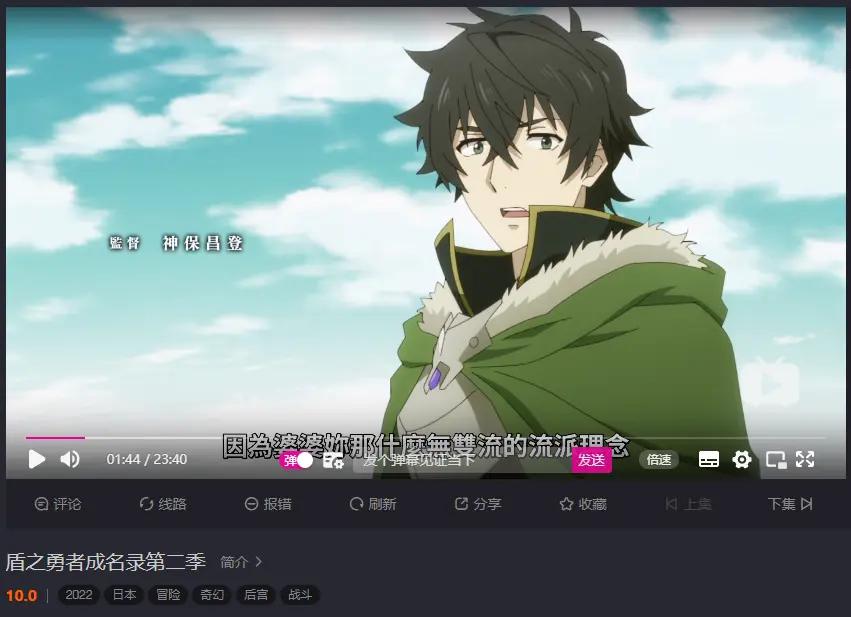 監督 神保昌登
因為婆婆妳那什麼無雙流的流派理念
01:44 / 23:40
弹
发个弹幕见证当下
发送
倍速
评论 线路 报错 刷新 分享 收藏 上集 下集
盾之勇者成名录第二季 简介
10.0 2022 日本 冒险 奇幻 后宫 战斗